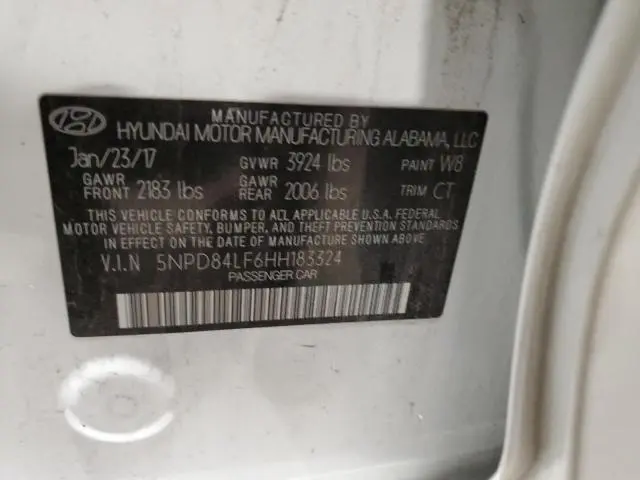 MANUFACTURED BY
HYUNDAI MOTOR MANUFACTURING ALABAMA, LLC
Jan/23/17 GVWR 3924 lbs PAINT W8
GAWR FRONT 2183 lbs GAWR REAR 2006 lbs TRIM CT
THIS VEHICLE CONFORMS TO ALL APPLICABLE U.S.A. FEDERAL
MOTOR VEHICLE SAFETY, BUMPER, AND THEFT PREVENTION STANDARDS
IN EFFECT ON THE DATE OF MANUFACTURE SHOWN ABOVE.
V.I.N 5NPD84LF6HH183324
PASSENGER CAR